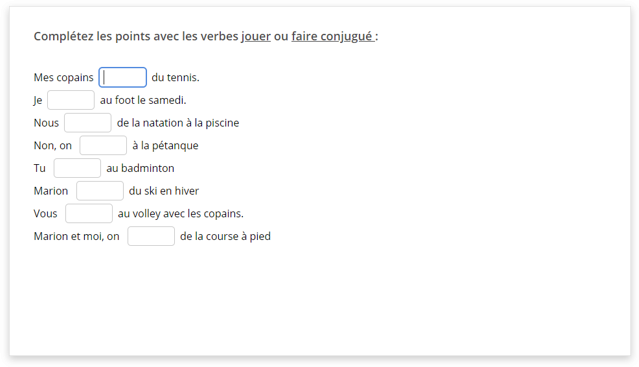 Complétez les points avec les verbes jouer ou faire conjugué :
Mes copains du tennis.
Je au foot le samedi.
Nous de la natation à la piscine
Non, on à la pétanque
Tu au badminton
Marion du ski en hiver
Vous au volley avec les copains.
Marion et moi, on de la course à pied